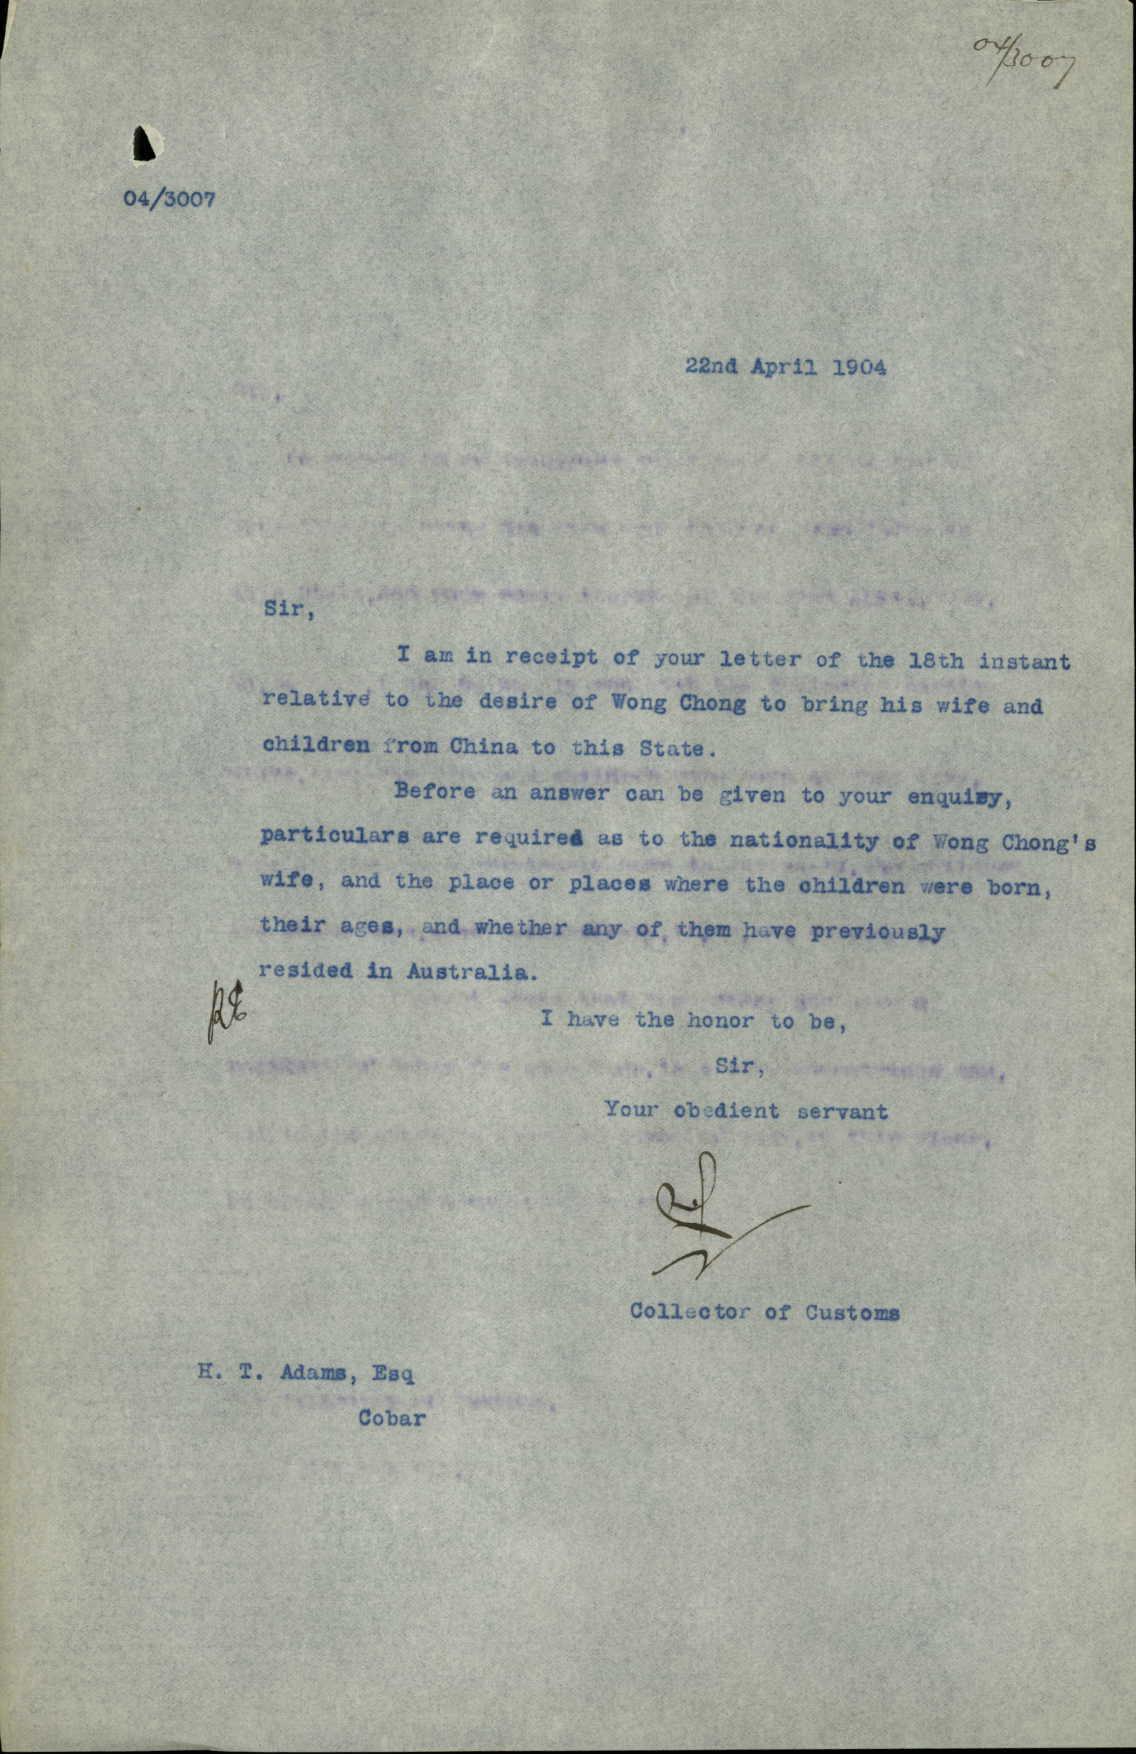 04/3007
04/3007
22nd April 1904
Sir,
I am in receipt of your letter of the 18th instant
relative to the desire of Wong Chong to bring his wife and
children from China to this State.
Before an answer can be given to your enquiry,
particulars are required as to the nationality of Wong Chong's
wife, and the place or places where the children were born,
their ages, and whether any of them have previously
resided in Australia.
I have the honor to be,
Sir,
Your obedient servant
Collector of Customs
H. T. Adams, Esq
Cobar